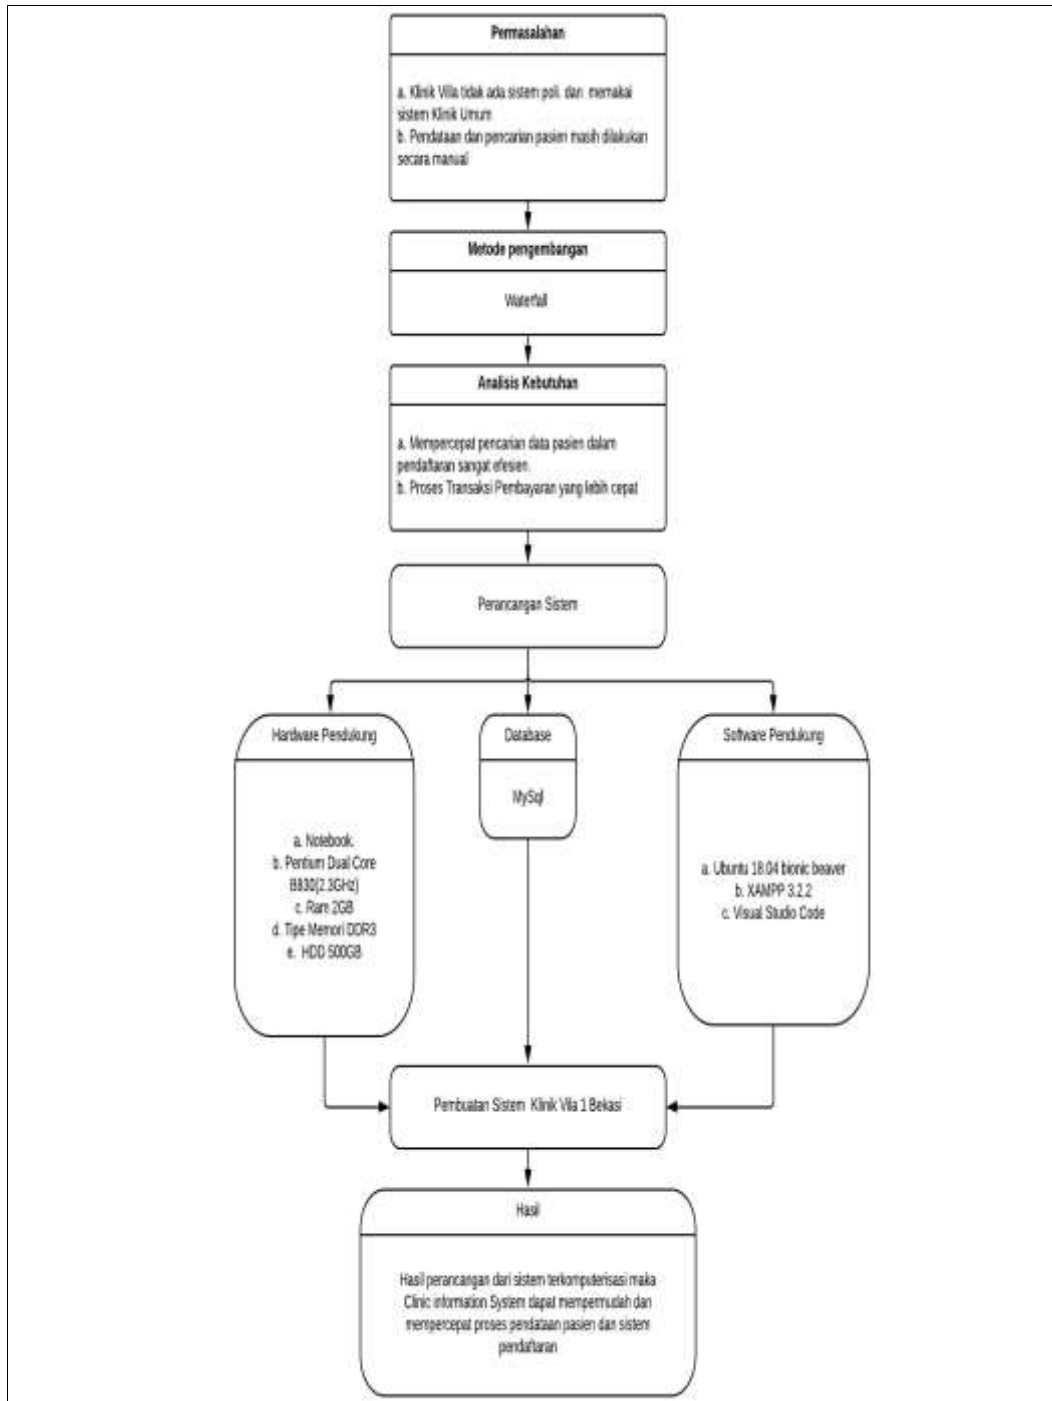 Permasalahan
a. Klinik Villa tidak ada sistem poli. dan memakai
sistem Klinik Umum
b. Pendataan dan pencarian pasien masih dilakukan
secara manual
Metode pengembangan
Waterfall
Analisis Kebutuhan
a. Mempercepat pencarian data pasien dalam
pendaftaran sangat efesien.
b. Proses Transaksi Pembayaran yang lebih cepat
Perancangan Sistem
Hardware Pendukung
a. Notebook.
b. Pentium Dual Core
B830(2.3GHz)
c. Ram 2GB
d. Tipe Memori DDR3
e. HDD 500GB
Database
MySql
Software Pendukung
a. Ubuntu 18.04 bionic beaver
b. XAMPP 3.2.2
c. Visual Studio Code
Pembuatan Sistem Klinik Vila 1 Bekasi
Hasil
Hasil perancangan dari sistem terkomputerisasi maka
Clinic information System dapat mempermudah dan
mempercepat proses pendataan pasien dan sistem
pendaftaran